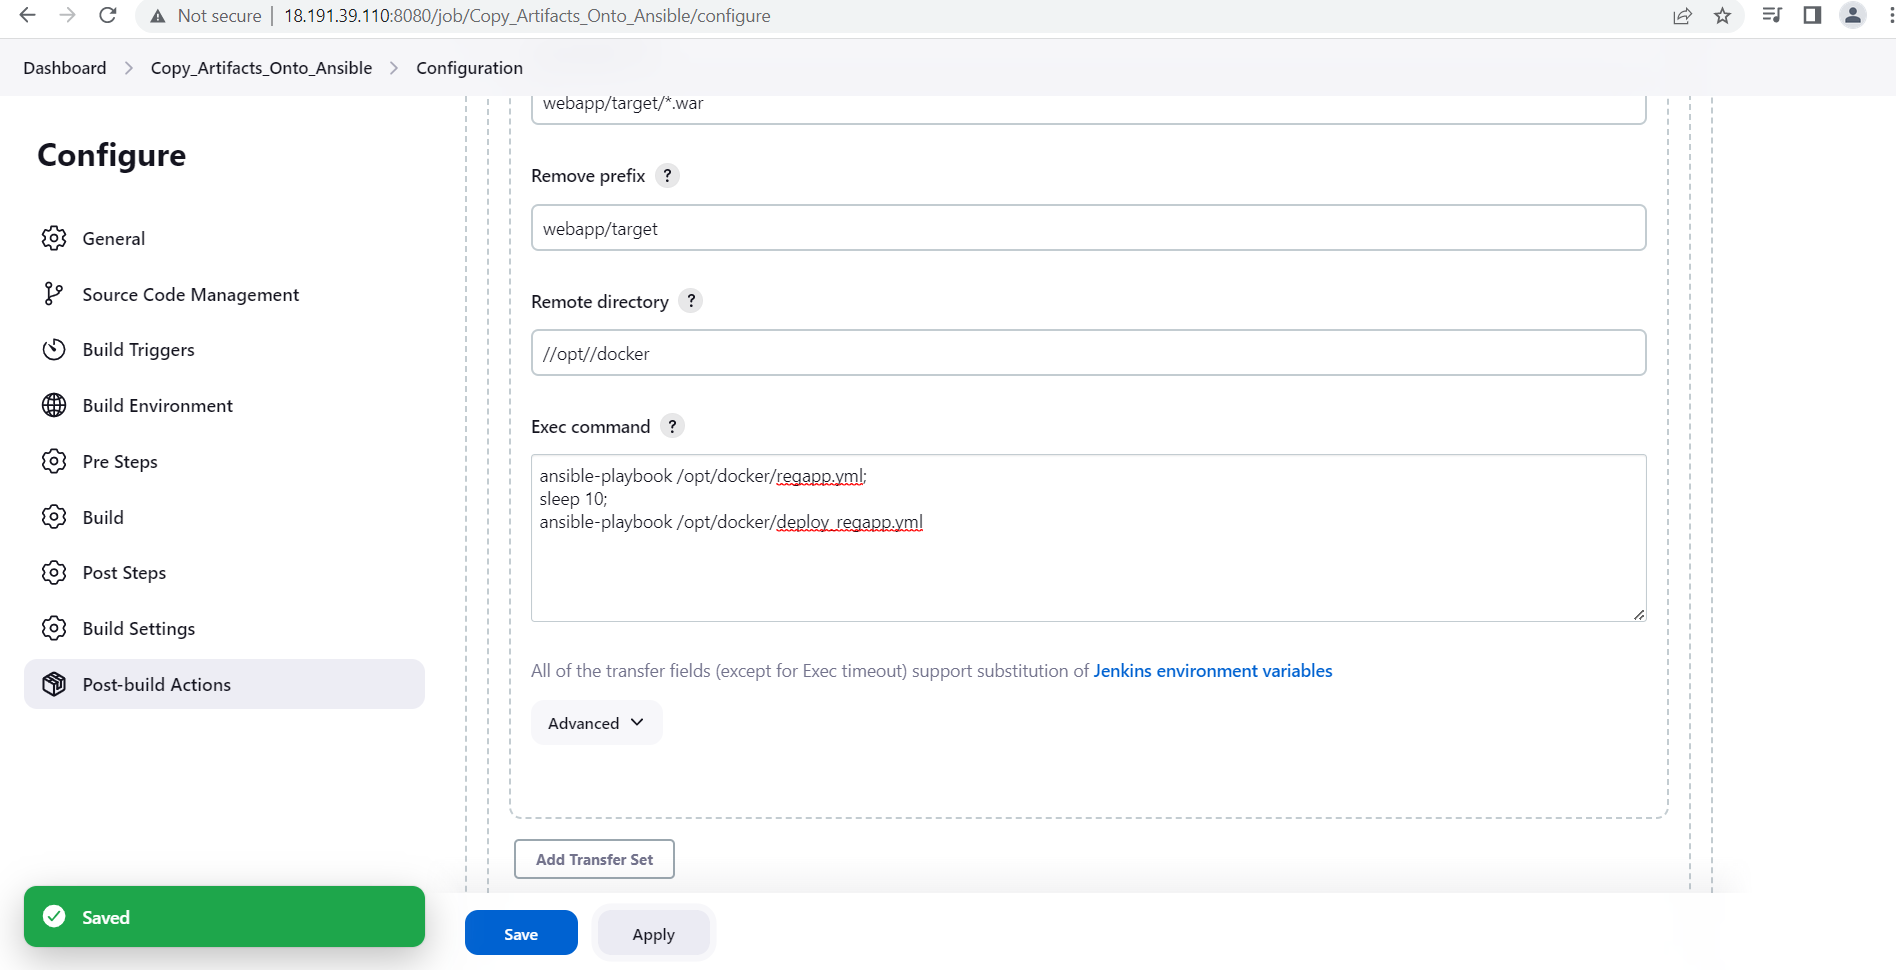 Not secure | 18.191.39.110:8080/job/Copy_Artifacts_Onto_Ansible/configure
Dashboard > Copy_Artifacts_Onto_Ansible > Configuration
Configure
General
Source Code Management
Build Triggers
Build Environment
Pre Steps
Build
Post Steps
Build Settings
Post-build Actions
Saved
webapp/target/*.war
Remove prefix ?
webapp/target
Remote directory ?
//opt//docker
Exec command ?
ansible-playbook /opt/docker/regapp.yml;
sleep 10;
ansible-playbook /opt/docker/deploy_regapp.yml
All of the transfer fields (except for Exec timeout) support substitution of Jenkins environment variables
Advanced
Add Transfer Set
Save
Apply